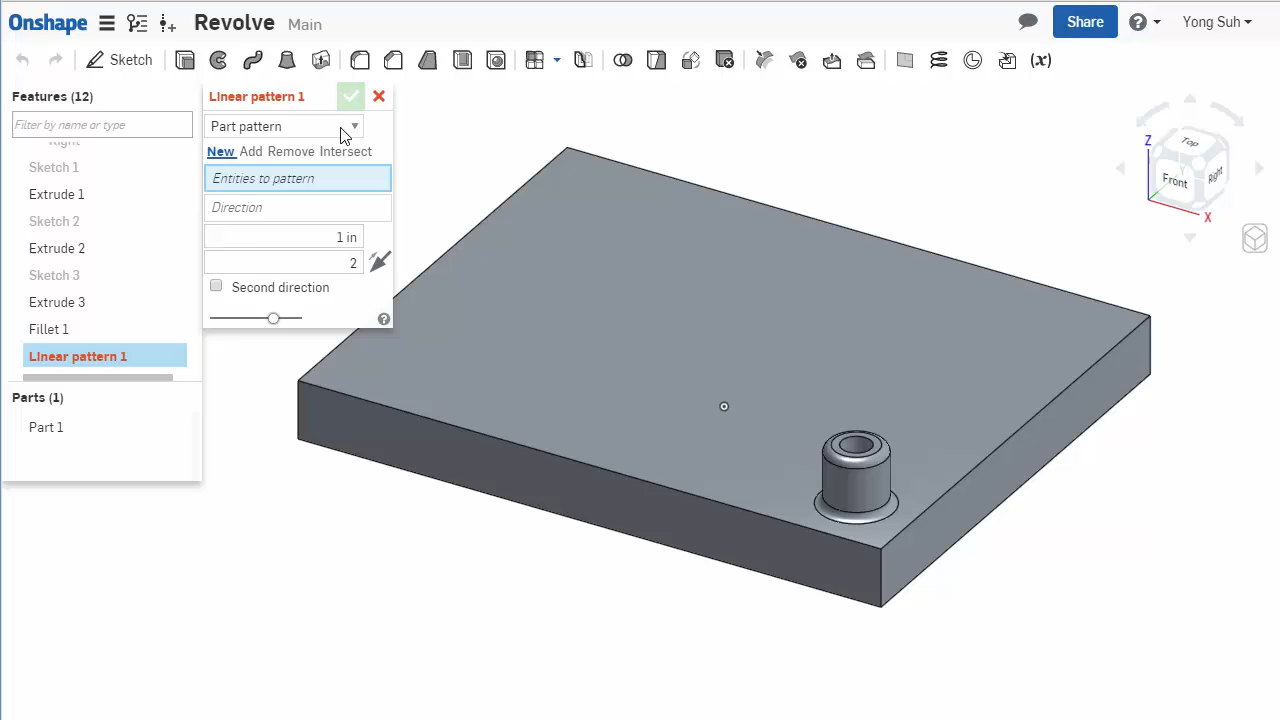 Onshape Revolve Main Share Yong Suh
Sketch (x)
Features (12)
Filter by name or type
Right
Sketch 1
Extrude 1
Sketch 2
Extrude 2
Sketch 3
Extrude 3
Fillet 1
Linear pattern 1
Parts (1)
Part 1
Linear pattern 1
Part pattern
New Add Remove Intersect
Entities to pattern
Direction
1 in
2
Second direction
Z
Top
Front
Right
X